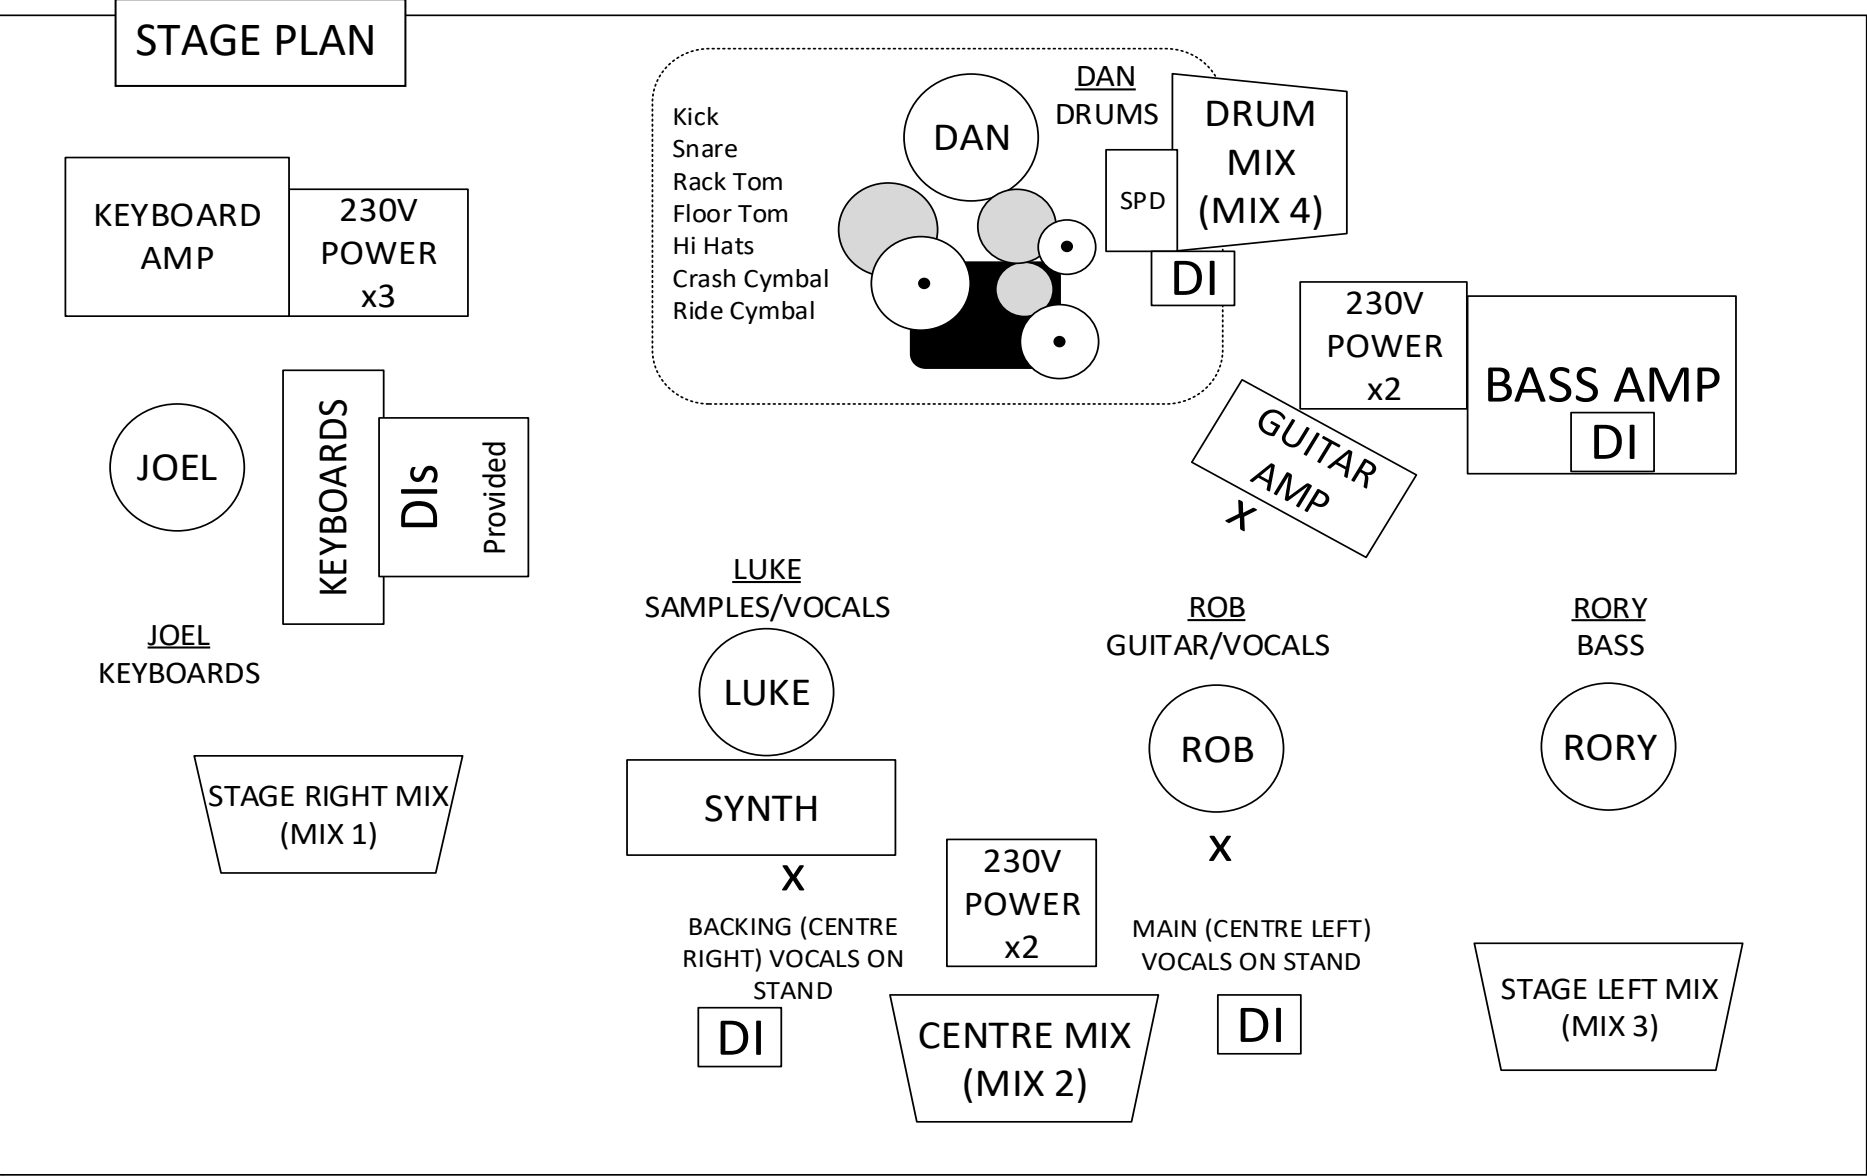 STAGE PLAN
Kick
Snare
Rack Tom
Floor Tom
Hi Hats
Crash Cymbal
Ride Cymbal
DAN
DAN
DRUMS
SPD
DRUM
MIX
(MIX 4)
DI
KEYBOARD
AMP
230V
POWER
x3
230V
POWER
x2
BASS AMP
DI
GUITAR
AMP
x
JOEL
KEYBOARDS
DIs
Provided
JOEL
KEYBOARDS
LUKE
SAMPLES/VOCALS
LUKE
SYNTH
x
ROB
GUITAR/VOCALS
ROB
x
RORY
BASS
RORY
STAGE RIGHT MIX
(MIX 1)
BACKING (CENTRE
RIGHT) VOCALS ON
STAND
DI
230V
POWER
x2
CENTRE MIX
(MIX 2)
MAIN (CENTRE LEFT)
VOCALS ON STAND
DI
STAGE LEFT MIX
(MIX 3)